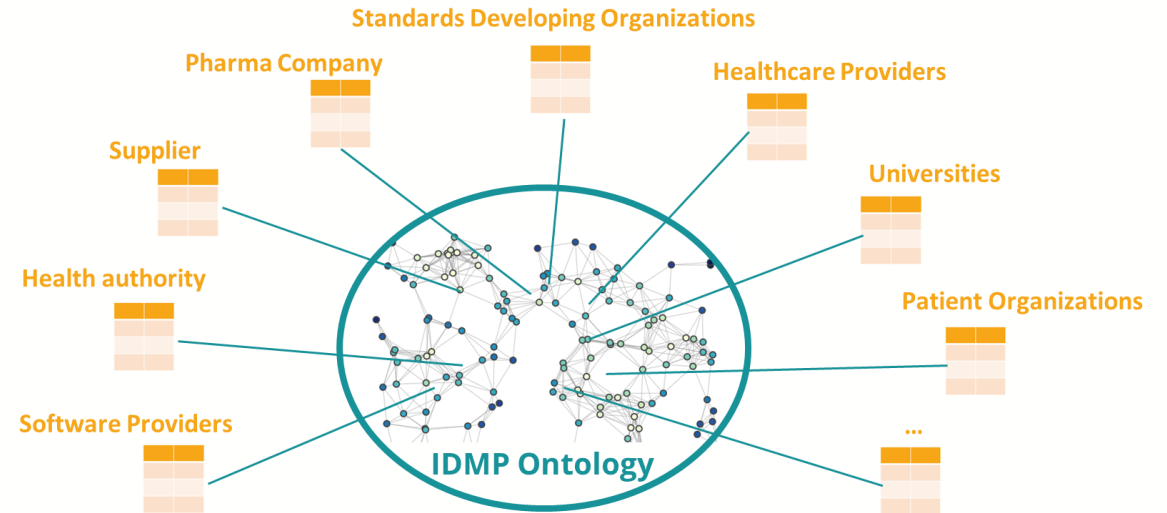 Standards Developing Organizations
Pharma Company
Healthcare Providers
Supplier
Universities
Health authority
Patient Organizations
Software Providers
...
IDMP Ontology